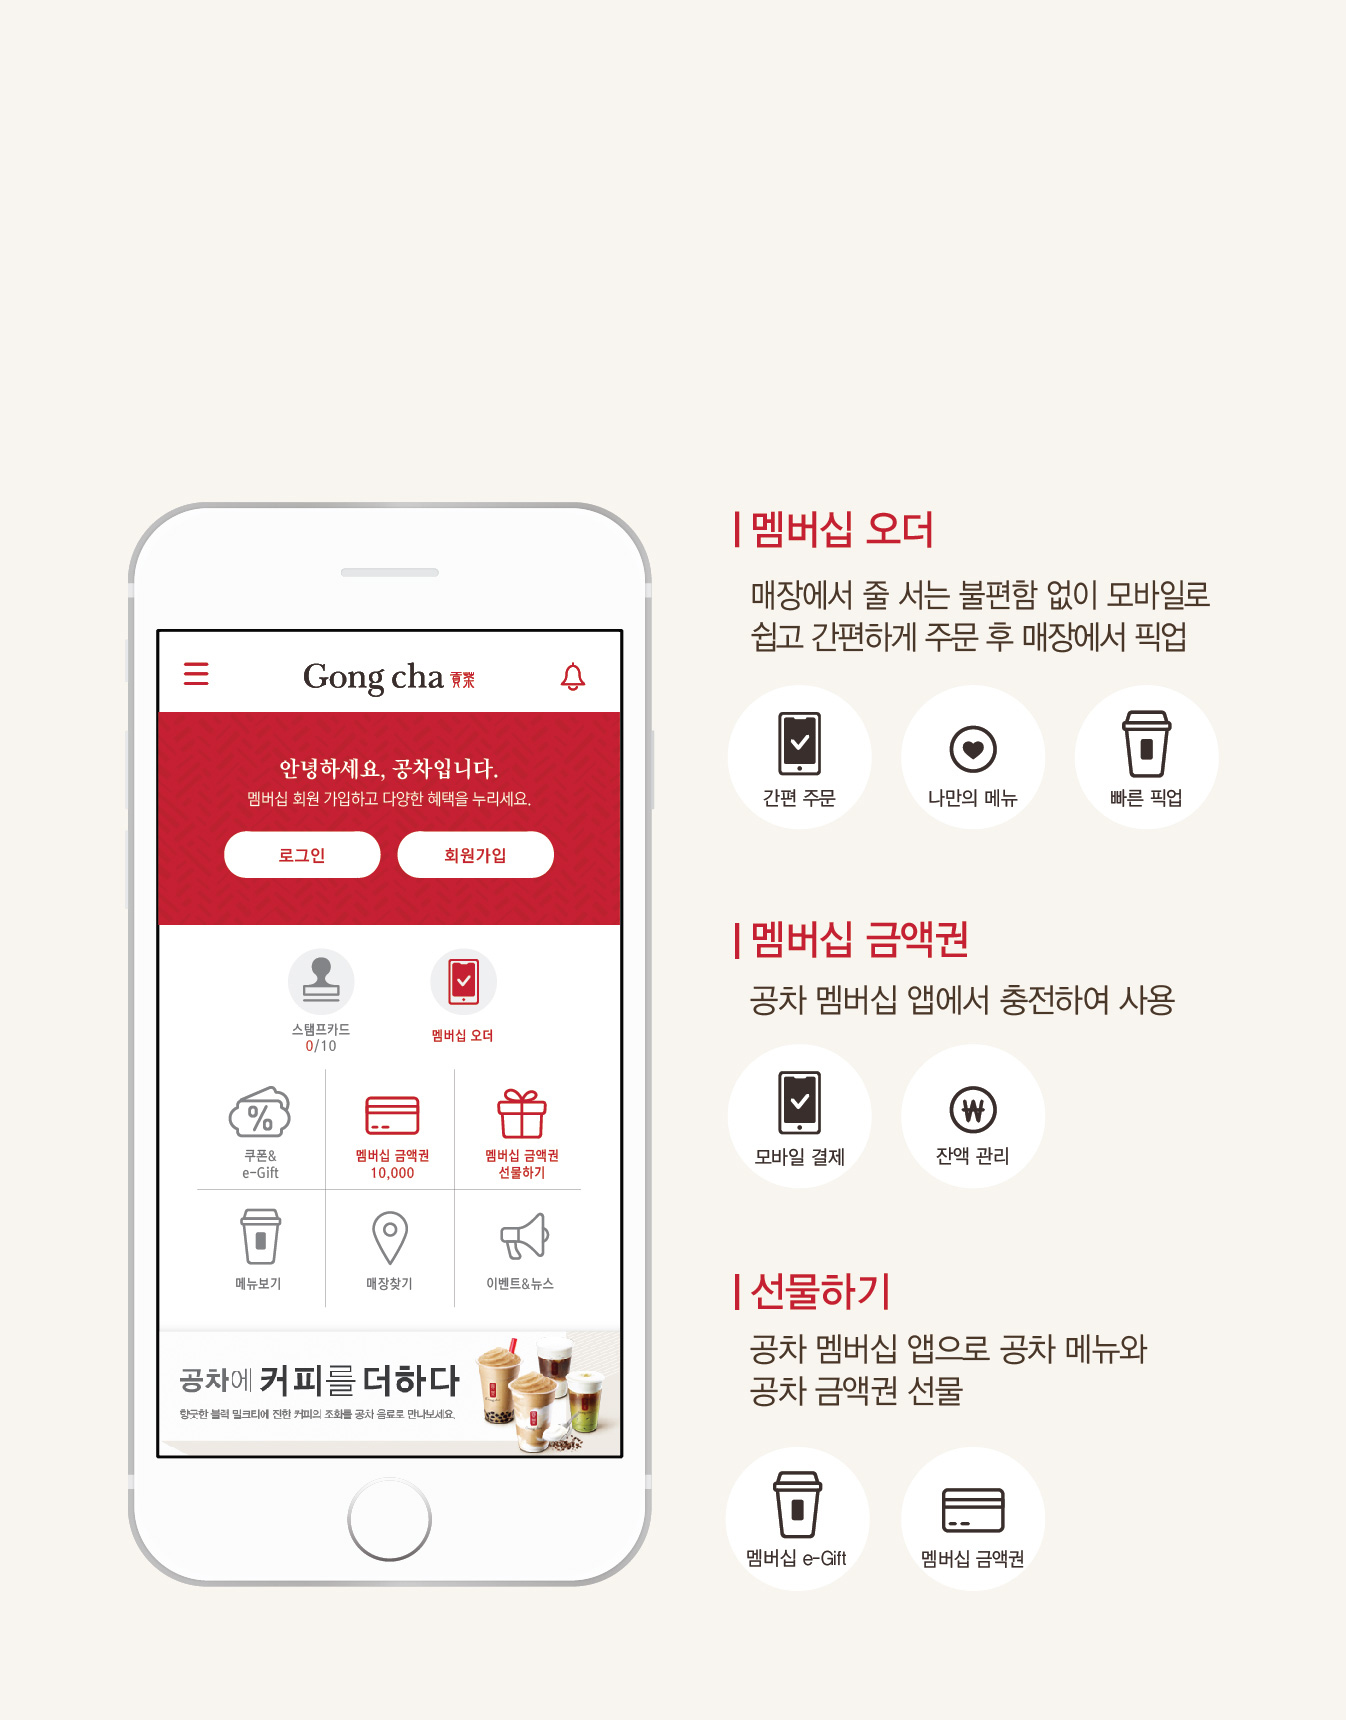 Gong cha 貢茶
안녕하세요, 공차입니다.
멤버십 회원 가입하고 다양한 혜택을 누리세요.
로그인
회원가입
스탬프카드
0/10
멤버십 오더
쿠폰&
e-Gift
멤버십 금액권
10,000
멤버십 금액권
선물하기
메뉴보기
매장찾기
이벤트&뉴스
공차에 커피를 더하다
향긋한 블랙 밀크티에 진한 커피의 조화를 공차 음료로 만나보세요.
멤버십 오더
매장에서 줄 서는 불편함 없이 모바일로
쉽고 간편하게 주문 후 매장에서 픽업
간편 주문
나만의 메뉴
빠른 픽업
멤버십 금액권
공차 멤버십 앱에서 충전하여 사용
모바일 결제
잔액 관리
선물하기
공차 멤버십 앱으로 공차 메뉴와
공차 금액권 선물
멤버십 e-Gift
멤버십 금액권